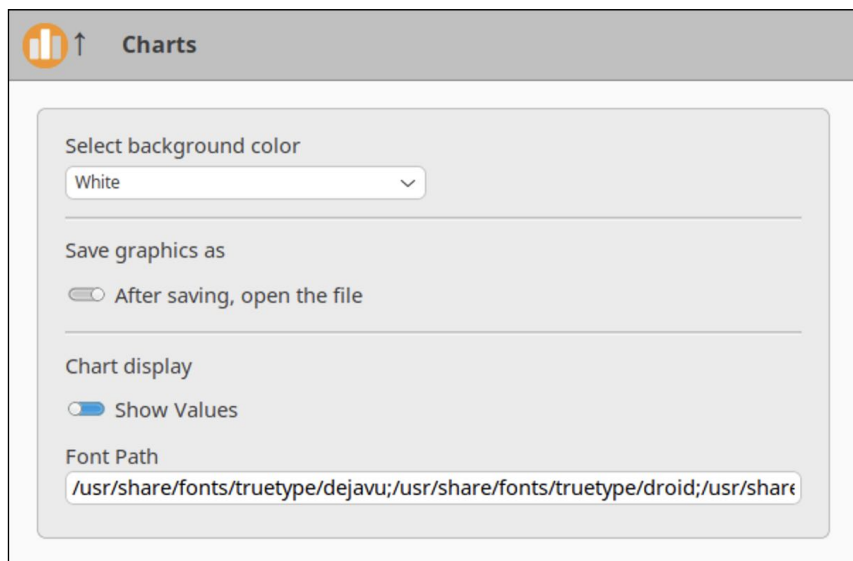 Charts
Select background color
White
Save graphics as
After saving, open the file
Chart display
Show Values
Font Path
/usr/share/fonts/truetype/dejavu;/usr/share/fonts/truetype/droid;/usr/share